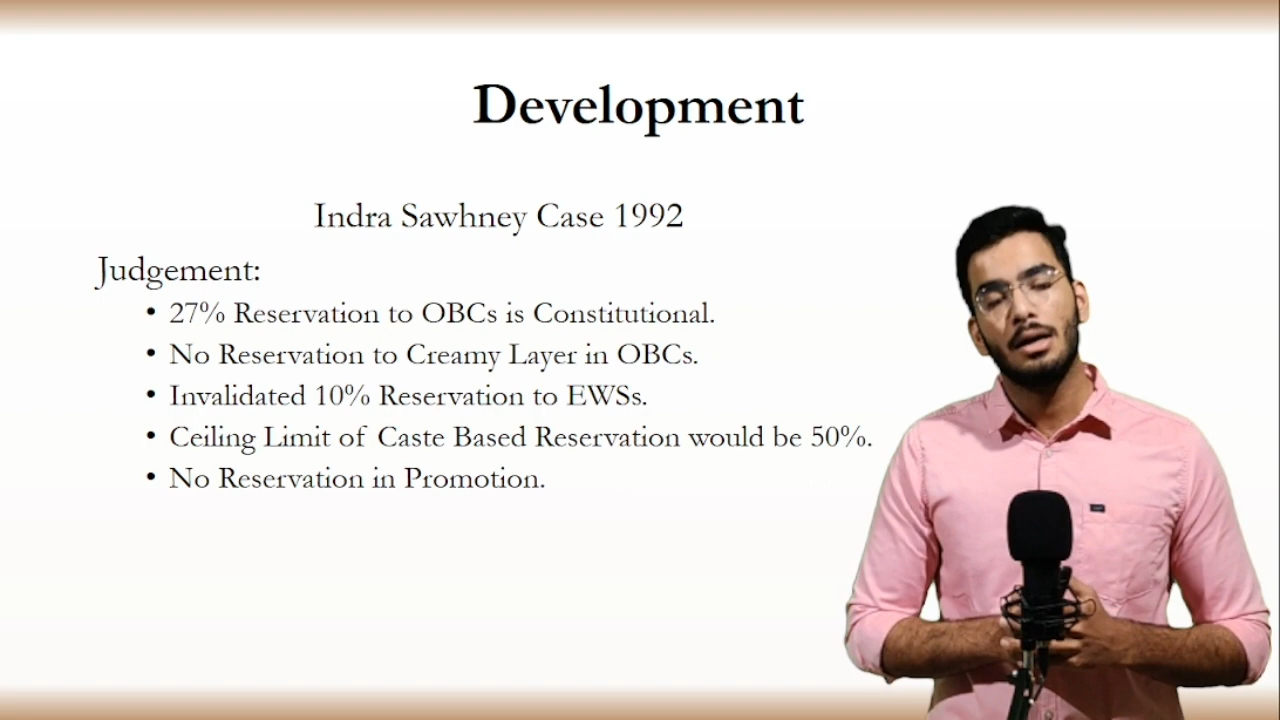 Development
Indra Sawhney Case 1992
Judgement:
• 27% Reservation to OBCs is Constitutional.
• No Reservation to Creamy Layer in OBCs.
• Invalidated 10% Reservation to EWSs.
• Ceiling Limit of Caste Based Reservation would be 50%.
• No Reservation in Promotion.